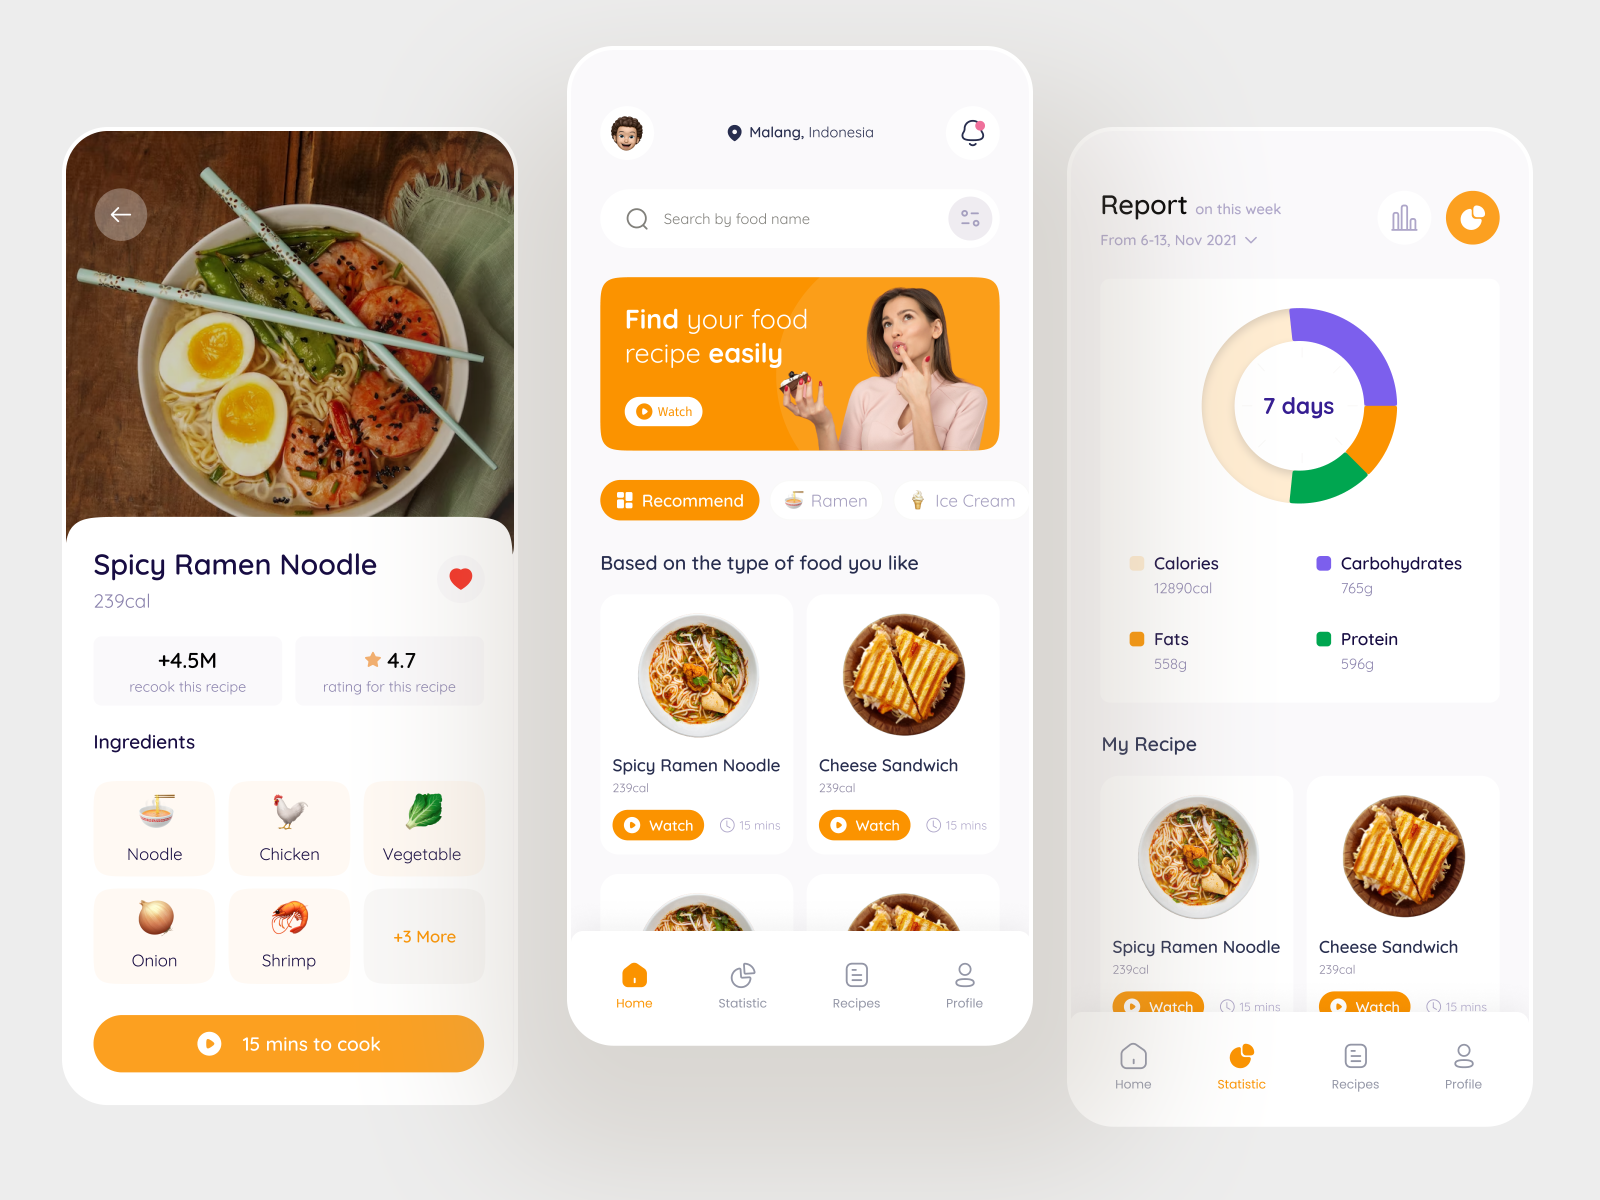 Spicy Ramen Noodle
239cal
+4.5M
recook this recipe
4.7
rating for this recipe
Ingredients
Noodle
Chicken
Vegetable
Onion
Shrimp
+3 More
15 mins to cook
Malang, Indonesia
Search by food name
Find your food
recipe easily
Watch
Recommend
Ramen
Ice Cream
Based on the type of food you like
Spicy Ramen Noodle
239cal
Watch
15 mins
Cheese Sandwich
239cal
Watch
15 mins
Home
Statistic
Recipes
Profile
Report on this week
From 6-13, Nov 2021
7 days
Calories
12890cal
Carbohydrates
765g
Fats
558g
Protein
596g
My Recipe
Spicy Ramen Noodle
239cal
Watch
15 mins
Cheese Sandwich
239cal
Watch
15 mins
Home
Statistic
Recipes
Profile